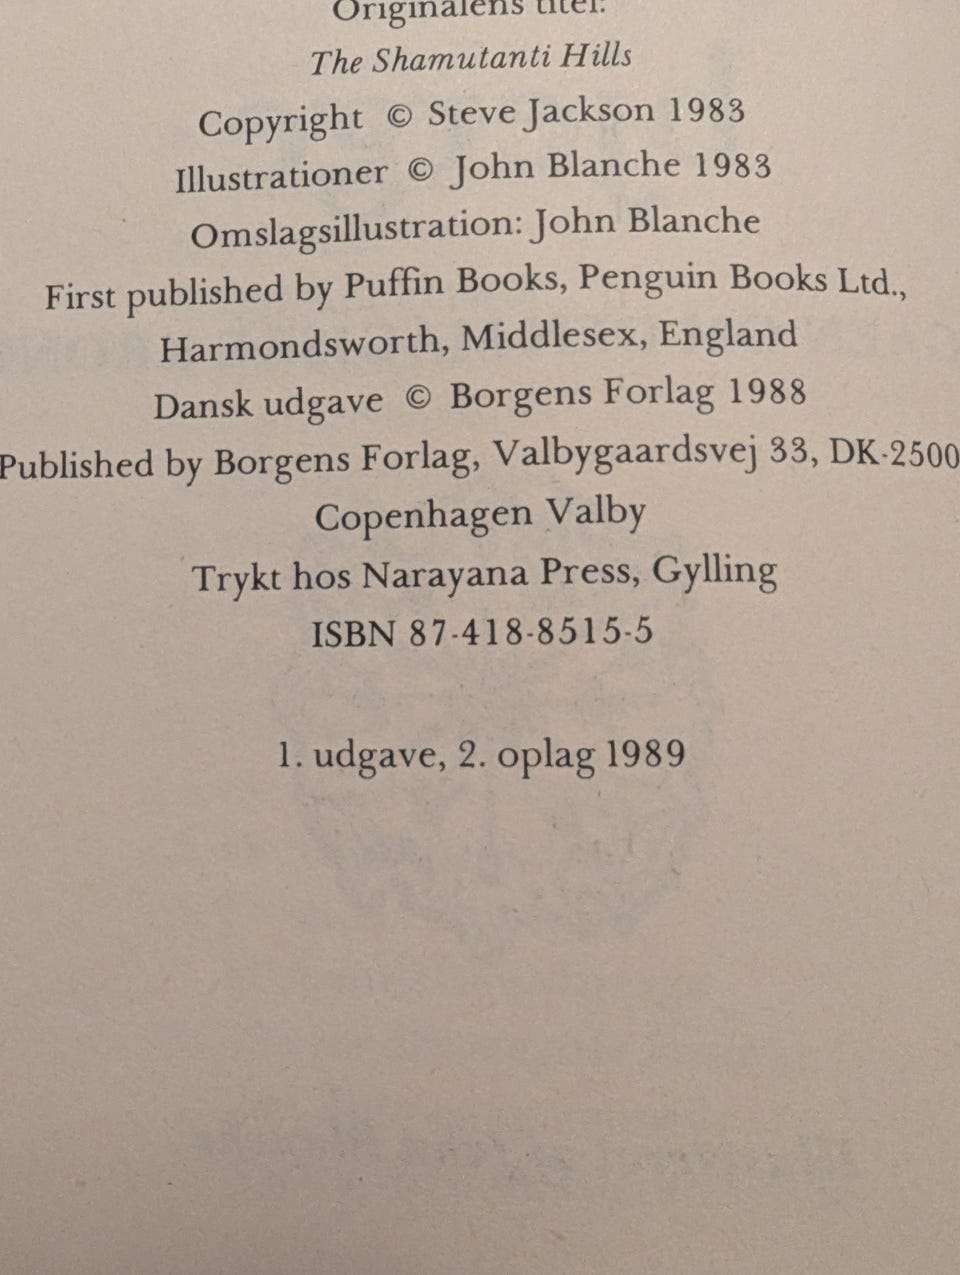 Originalens titel:
The Shamutanti Hills
Copyright © Steve Jackson 1983
Illustrationer © John Blanche 1983
Omslagsillustration: John Blanche
First published by Puffin Books, Penguin Books Ltd.,
Harmondsworth, Middlesex, England
Dansk udgave © Borgens Forlag 1988
Published by Borgens Forlag, Valbygaardsvej 33, DK-2500
Copenhagen Valby
Trykt hos Narayana Press, Gylling
ISBN 87-418-8515-5
1. udgave, 2. oplag 1989